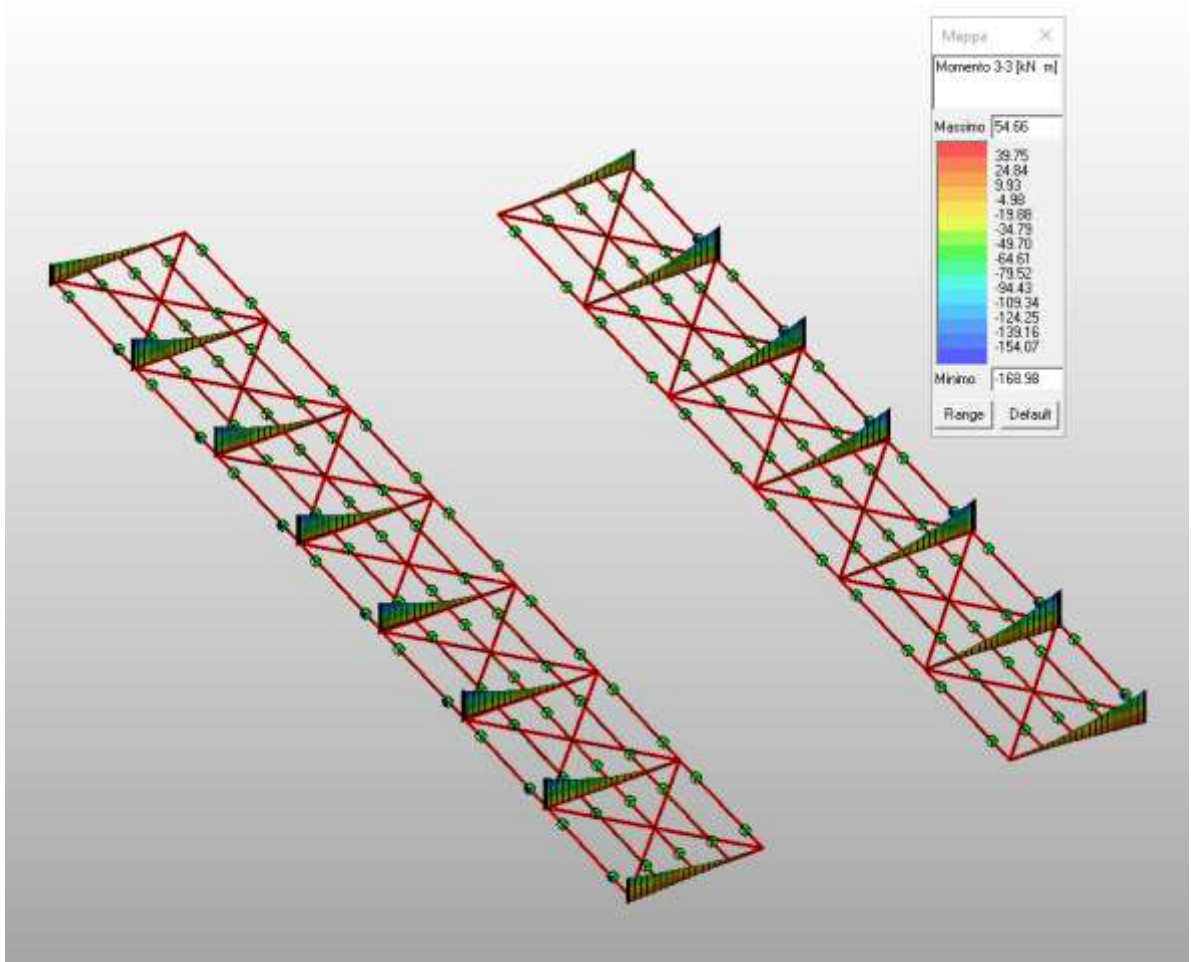 Mappa
Momento 3-3 [kN m]
Massimo 54.66
39.75
24.84
9.93
-4.98
-19.88
-34.79
-49.70
-64.61
-79.52
-94.43
-109.34
-124.25
-139.16
-154.07
Minimo -168.98
Range Default